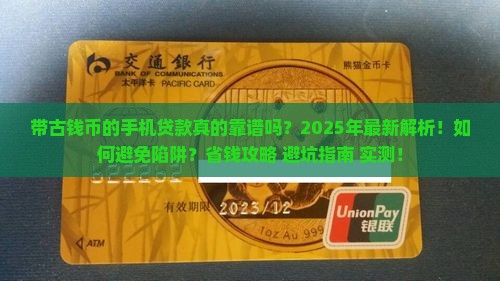 交通銀行
BANK OF COMMUNICATIONS
太平洋卡 PACIFIC CARD
熊猫金币卡
带古钱币的手机贷款真的靠谱吗？2025年最新解析！如
何避免陷阱？省钱攻略 避坑指南 实测！
622252
有效期限 2023/12
1oz Au .999
ATM
UnionPay
银联